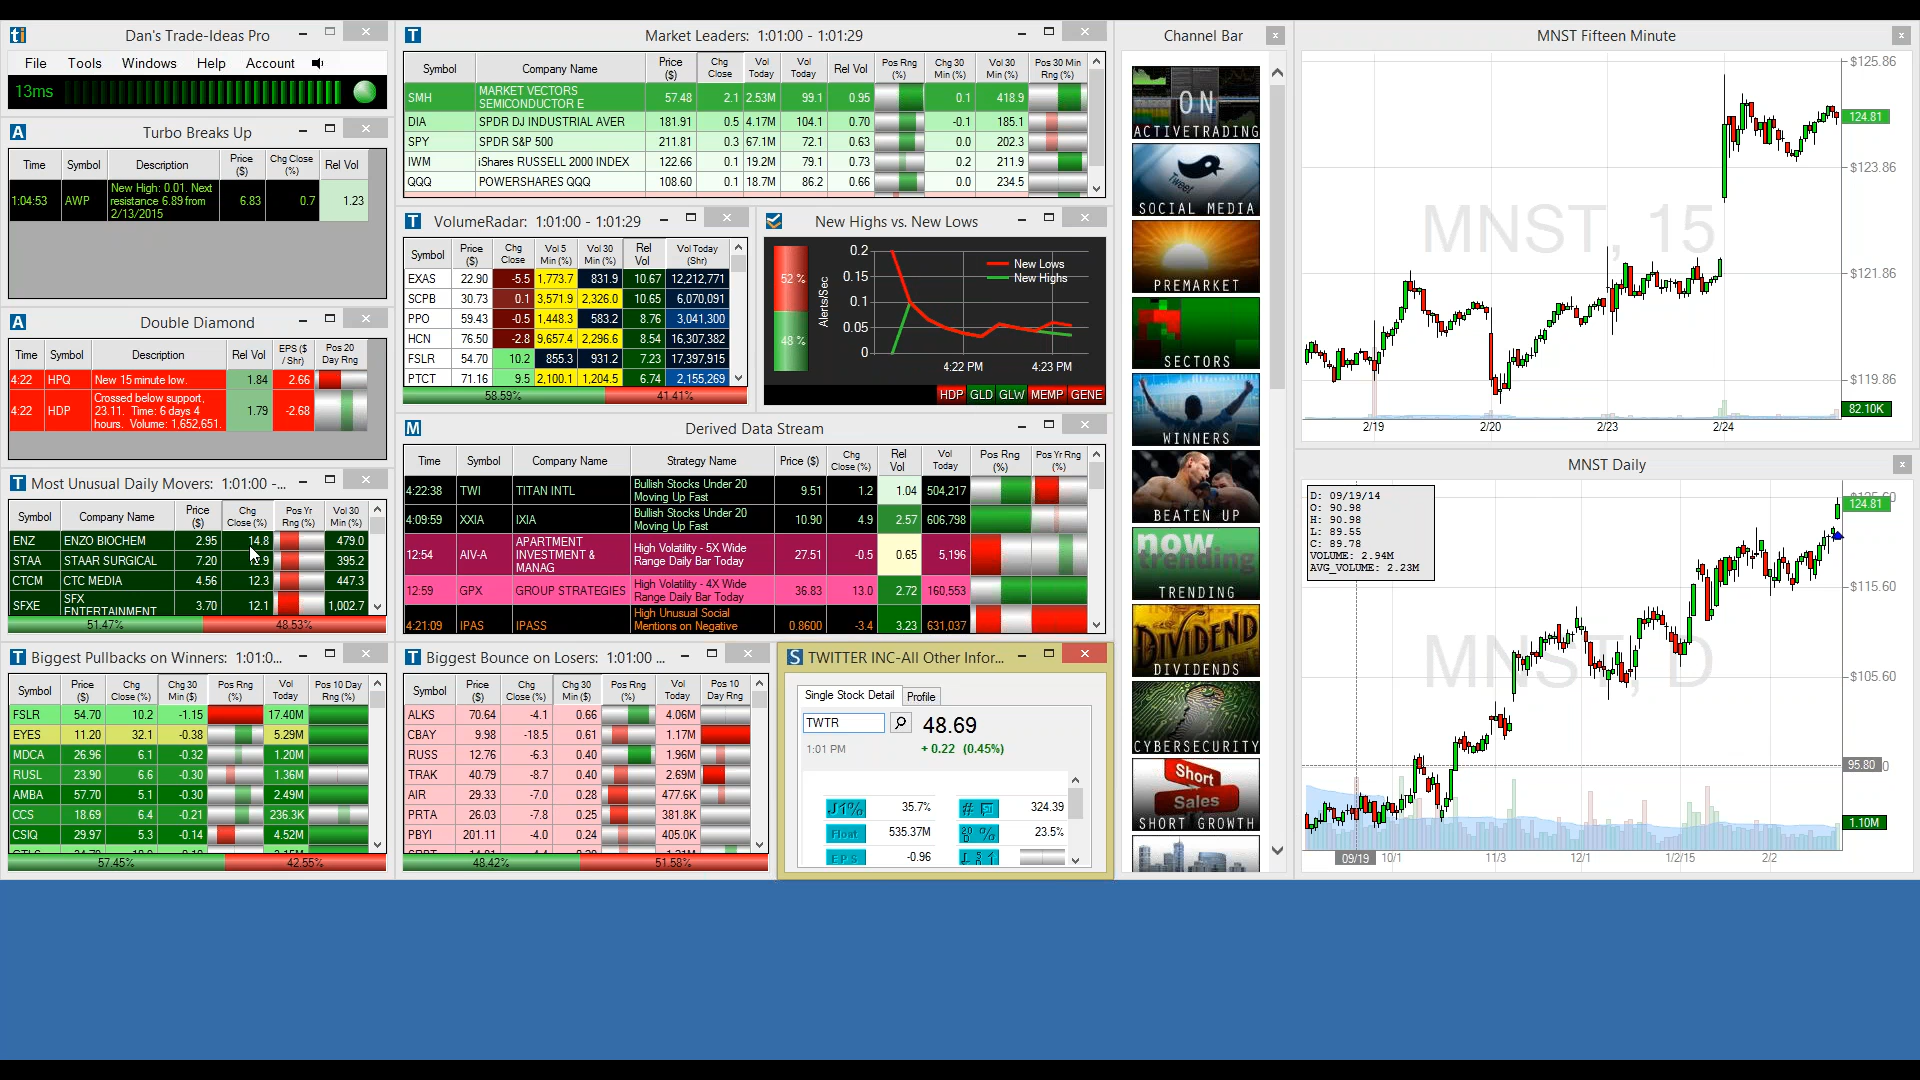 Dan's Trade-Ideas Pro
File Tools Windows Help Account
13ms
Turbo Breaks Up
Time Symbol Description Price ($) Chg Close (%) Rel Vol
1:04:53 AWP New High: 0.01. Next resistance 6.89 from 2/13/2015 6.83 0.7 1.23
Double Diamond
Time Symbol Description Rel Vol EPS ($ / Shr) Pos 20 Day Rng
4:22 HPQ New 15 minute low. 1.84 2.66
4:22 HDP Crossed below support, 23.11. Time: 6 days 4 hours. Volume: 1,652,651. 1.79 -2.68
Most Unusual Daily Movers: 1:01:00 -...
Symbol Company Name Price ($) Chg Close (%) Pos Yr Rng (%) Vol 30 Min (%)
ENZ ENZO BIOCHEM 2.95 14.8 479.0
STAA STAAR SURGICAL 7.20 12.9 395.2
CTCM CTC MEDIA 4.56 12.3 447.3
SFXE SFX ENTERTAINMENT 3.70 12.1 1,002.7
51.47% 48.53%
Biggest Pullbacks on Winners: 1:01:0...
Symbol Price ($) Chg Close (%) Chg 30 Min ($) Pos Rng (%) Vol Today Pos 10 Day Rng (%)
FSLR 54.70 10.2 -1.15 17.40M
EYES 11.20 32.1 -0.38 5.29M
MDCA 26.96 6.1 -0.32 1.20M
RUSL 23.90 6.6 -0.30 1.36M
AMBA 57.70 5.1 -0.30 2.49M
CCS 18.69 6.4 -0.21 236.3K
CSIQ 29.97 5.3 -0.14 4.52M
57.45% 42.55%
Market Leaders: 1:01:00 - 1:01:29
Symbol Company Name Price ($) Chg Close Vol Today Vol Today Rel Vol Pos Rng (%) Chg 30 Min (%) Vol 30 Min (%) Pos 30 Min Rng (%)
SMH MARKET VECTORS SEMICONDUCTOR E 57.48 2.1 2.53M 99.1 0.95 0.1 418.9
DIA SPDR DJ INDUSTRIAL AVER 181.91 0.5 4.17M 104.1 0.70 -0.1 185.1
SPY SPDR S&P 500 211.81 0.3 67.1M 72.1 0.63 0.0 202.3
IWM iShares RUSSELL 2000 INDEX 122.66 0.1 19.2M 79.1 0.73 0.2 211.9
QQQ POWERSHARES QQQ 108.60 0.1 18.7M 86.2 0.66 0.0 234.5
VolumeRadar: 1:01:00 - 1:01:29
Symbol Price ($) Chg Close Vol 5 Min (%) Vol 30 Min (%) Rel Vol Vol Today (Shr)
EXAS 22.90 -5.5 1,773.7 831.9 10.67 12,212,771
SCPB 30.73 0.1 3,571.9 2,326.0 10.65 6,070,091
PPO 59.43 -0.5 1,448.3 583.2 8.76 3,041,300
HCN 76.50 -2.8 9,657.4 2,296.6 8.54 16,307,382
FSLR 54.70 10.2 855.3 931.2 7.23 17,397,915
PTCT 71.16 9.5 2,100.1 1,204.5 6.74 2,155,269
58.59% 41.41%
New Highs vs. New Lows
52 %
48 %
Alerts/Sec
0.2
0.15
0.1
0.05
0
New Lows
New Highs
4:22 PM 4:23 PM
HDP GLD GLW MEMP GENE
Derived Data Stream
Time Symbol Company Name Strategy Name Price ($) Chg Close (%) Rel Vol Vol Today Pos Rng (%) Pos Yr Rng (%)
4:22:38 TWI TITAN INTL Bullish Stocks Under 20 Moving Up Fast 9.51 1.2 1.04 504,217
4:09:59 XXIA IXIA Bullish Stocks Under 20 Moving Up Fast 10.90 4.9 2.57 606,798
12:54 AIV-A APARTMENT INVESTMENT & MANAG High Volatility - 5X Wide Range Daily Bar Today 27.51 -0.5 0.65 5,196
12:59 GPX GROUP STRATEGIES High Volatility - 4X Wide Range Daily Bar Today 36.83 13.0 2.72 160,553
4:21:09 IPAS IPASS High Unusual Social Mentions on Negative 0.8600 -3.4 3.23 631,037
Biggest Bounce on Losers: 1:01:00 ...
Symbol Price ($) Chg Close (%) Chg 30 Min ($) Pos Rng (%) Vol Today Pos 10 Day Rng
ALKS 70.64 -4.1 0.66 4.06M
CBAY 9.98 -18.5 0.61 1.17M
RUSS 12.76 -6.3 0.40 1.96M
TRAK 40.79 -8.7 0.40 2.69M
AIR 29.33 -7.0 0.28 477.6K
PRTA 26.03 -7.8 0.25 381.8K
PBYI 201.11 -4.0 0.24 405.0K
48.42% 51.58%
TWITTER INC-All Other Infor...
Single Stock Detail Profile
TWTR 48.69
1:01 PM + 0.22 (0.45%)
35.7% 324.39
Float 535.37M 23.5%
EPS -0.96
Channel Bar
ON
ACTIVETRADING
Tweet
SOCIAL MEDIA
PREMARKET
SECTORS
WINNERS
BEATEN UP
now trending
TRENDING
DIVIDEND
DIVIDENDS
CYBERSECURITY
Short Sales
SHORT GROWTH
MNST Fifteen Minute
MNST, 15
$125.86
124.81
$123.86
$121.86
$119.86
82.10K
2/19 2/20 2/23 2/24
MNST Daily
D: 09/19/14
O: 90.98
H: 90.98
L: 89.55
C: 89.78
VOLUME: 2.94M
AVG_VOLUME: 2.23M
MNST, D
124.81
$115.60
$105.60
95.80
1.10M
09/19 10/1 11/3 12/1 1/2/15 2/2